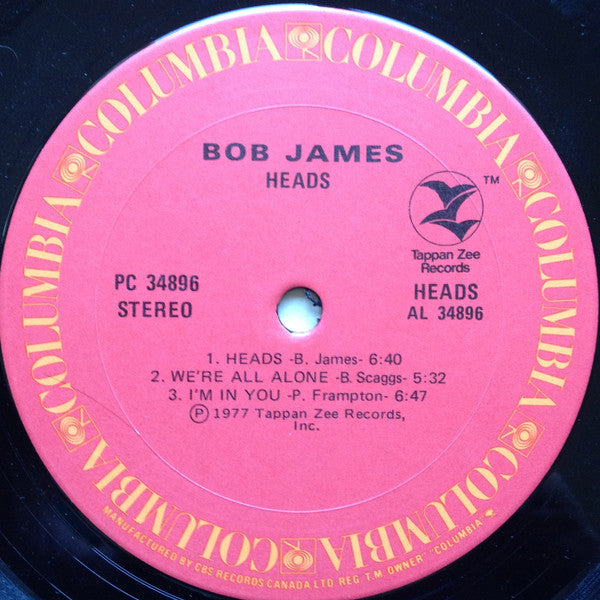 COLUMBIA COLUMBIA COLUMBIA COLUMBIA COLUMBIA COLUMBIA
BOB JAMES
HEADS
TM
Tappan Zee
Records
PC 34896
STEREO
HEADS
AL 34896
1. HEADS -B. James- 6:40
2. WE'RE ALL ALONE -B. Scaggs- 5:32
3. I'M IN YOU -P. Frampton- 6:47
Ⓟ 1977 Tappan Zee Records,
Inc.
MANUFACTURED BY CBS RECORDS CANADA LTD. REG. T.M. OWNER "COLUMBIA"